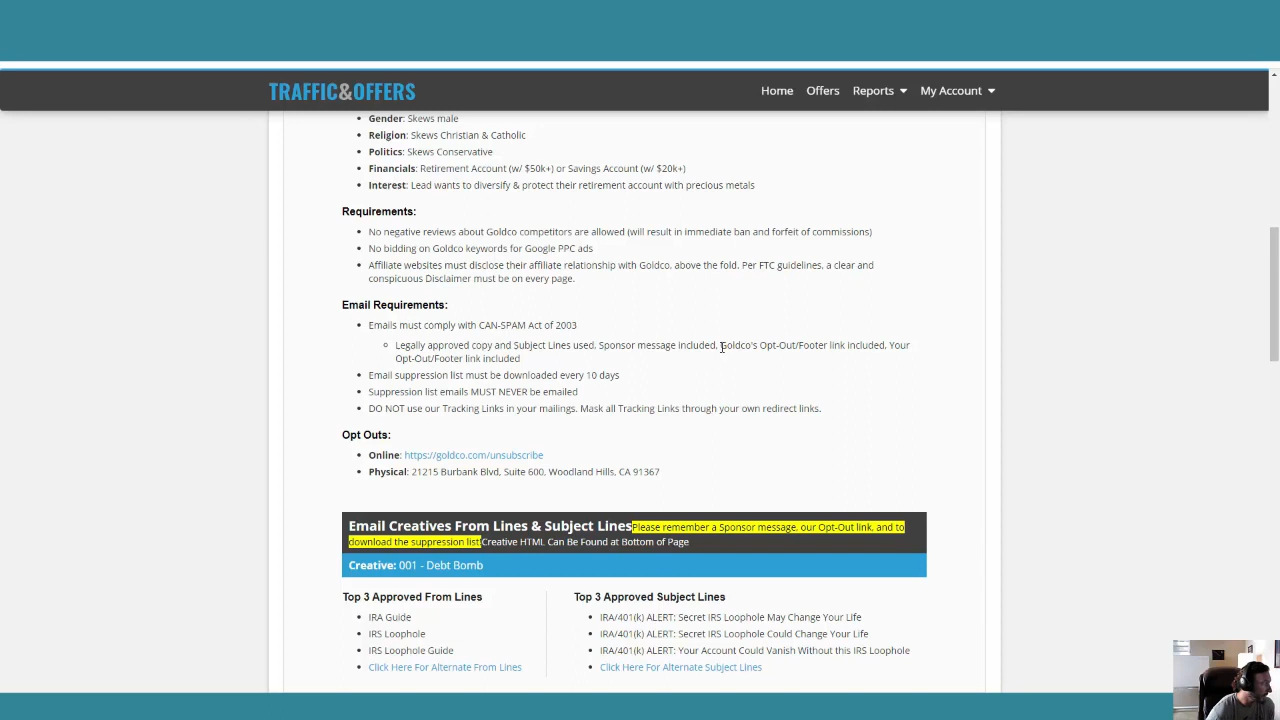 TRAFFIC&OFFERS
Home Offers Reports My Account
Gender: Skews male
Religion: Skews Christian & Catholic
Politics: Skews Conservative
Financials: Retirement Account (w/ $50k+) or Savings Account (w/ $20k+)
Interest: Lead wants to diversify & protect their retirement account with precious metals
Requirements:
No negative reviews about Goldco competitors are allowed (will result in immediate ban and forfeit of commissions)
No bidding on Goldco keywords for Google PPC ads
Affiliate websites must disclose their affiliate relationship with Goldco, above the fold. Per FTC guidelines, a clear and
conspicuous Disclaimer must be on every page.
Email Requirements:
Emails must comply with CAN-SPAM Act of 2003
Legally approved copy and Subject Lines used, Sponsor message included, Goldco's Opt-Out/Footer link included, Your
Opt-Out/Footer link included
Email suppression list must be downloaded every 10 days
Suppression list emails MUST NEVER be emailed
DO NOT use our Tracking Links in your mailings. Mask all Tracking Links through your own redirect links.
Opt Outs:
Online: https://goldco.com/unsubscribe
Physical: 21215 Burbank Blvd, Suite 600, Woodland Hills, CA 91367
Email Creatives From Lines & Subject Lines Please remember a Sponsor message, our Opt-Out link, and to
download the suppression list! Creative HTML Can Be Found at Bottom of Page
Creative: 001 - Debt Bomb
Top 3 Approved From Lines
IRA Guide
IRS Loophole
IRS Loophole Guide
Click Here For Alternate From Lines
Top 3 Approved Subject Lines
IRA/401(k) ALERT: Secret IRS Loophole May Change Your Life
IRA/401(k) ALERT: Secret IRS Loophole Could Change Your Life
IRA/401(k) ALERT: Your Account Could Vanish Without this IRS Loophole
Click Here For Alternate Subject Lines